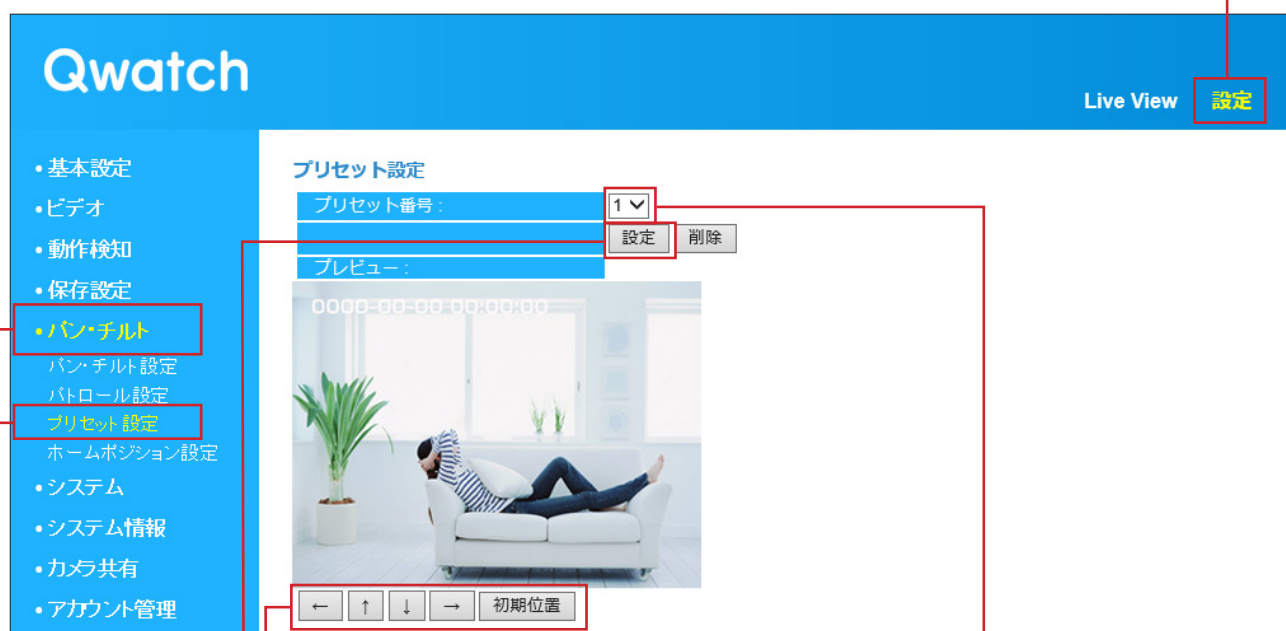 Qwatch
Live View 設定
・基本設定
・ビデオ
・動作検知
・保存設定
・パン・チルト
パン・チルト設定
パトロール設定
プリセット設定
ホームポジション設定
・システム
・システム情報
・カメラ共有
・アカウント管理
プリセット設定
プリセット番号 :
1
設定 削除
プレビュー :
0000-00-00 00:00:00
← ↑ ↓ → 初期位置